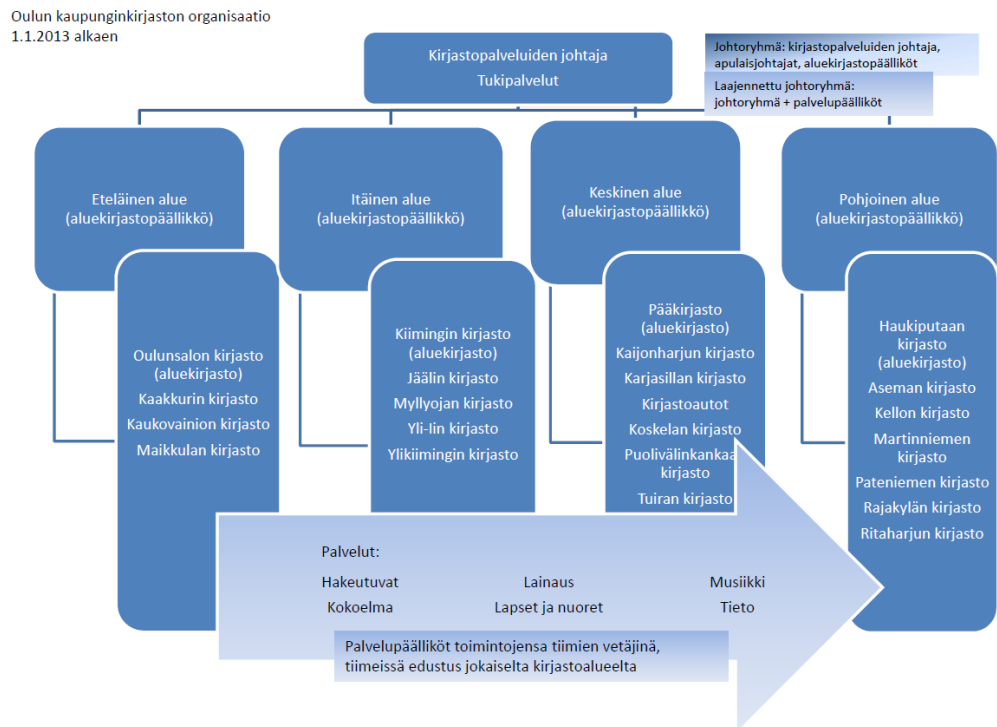 Oulun kaupunginkirjaston organisaatio
1.1.2013 alkaen
Kirjastopalveluiden johtaja
Tukipalvelut
Johtoryhmä: kirjastopalveluiden johtaja,
apulaisjohtajat, aluekirjastopäälliköt
Laajennettu johtoryhmä:
johtoryhmä + palvelupäälliköt
Eteläinen alue
(aluekirjastopäällikkö)
Oulunsalon kirjasto
(aluekirjasto)
Kaakkurin kirjasto
Kaukovainion kirjasto
Maikkulan kirjasto
Itäinen alue
(aluekirjastopäällikkö)
Kiimingin kirjasto
(aluekirjasto)
Jäälin kirjasto
Myllyojan kirjasto
Yli-Iin kirjasto
Ylikiimingin kirjasto
Keskinen alue
(aluekirjastopäällikkö)
Pääkirjasto
(aluekirjasto)
Kaijonharjun kirjasto
Karjasillan kirjasto
Kirjastoautot
Koskelan kirjasto
Puolivälinkankaa
kirjasto
Tuiran kirjasto
Pohjoinen alue
(aluekirjastopäällikkö)
Haukiputaan
kirjasto
(aluekirjasto)
Aseman kirjasto
Kellon kirjasto
Martinniemen
kirjasto
Pateniemen kirjasto
Rajakylän kirjasto
Ritaharjun kirjasto
Palvelut:
Hakeutuvat Lainaus Musiikki
Kokoelma Lapset ja nuoret Tieto
Palvelupäälliköt toimintojensa tiimien vetäjinä,
tiimeissä edustus jokaiselta kirjastoalueelta